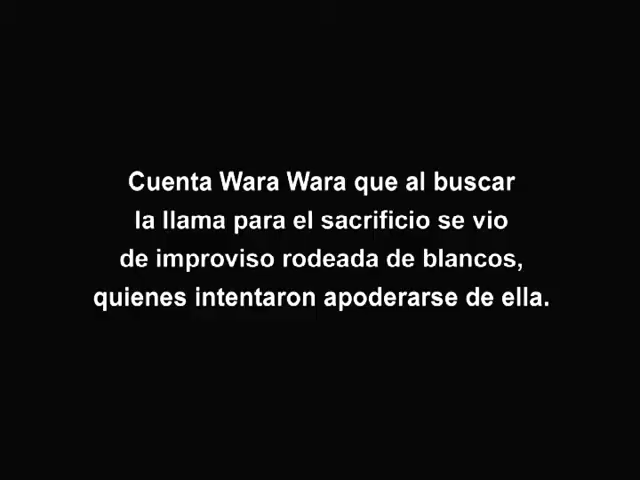 Cuenta Wara Wara que al buscar
la llama para el sacrificio se vio
de improviso rodeada de blancos,
quienes intentaron apoderarse de ella.